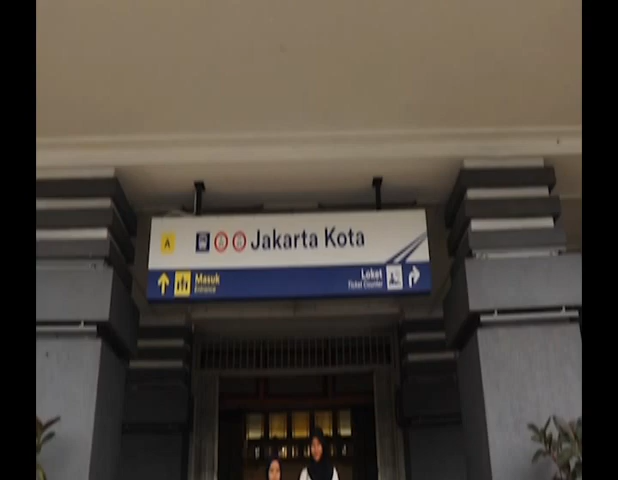 A Jakarta Kota
Masuk
Entrance
Loket
Ticket Counter